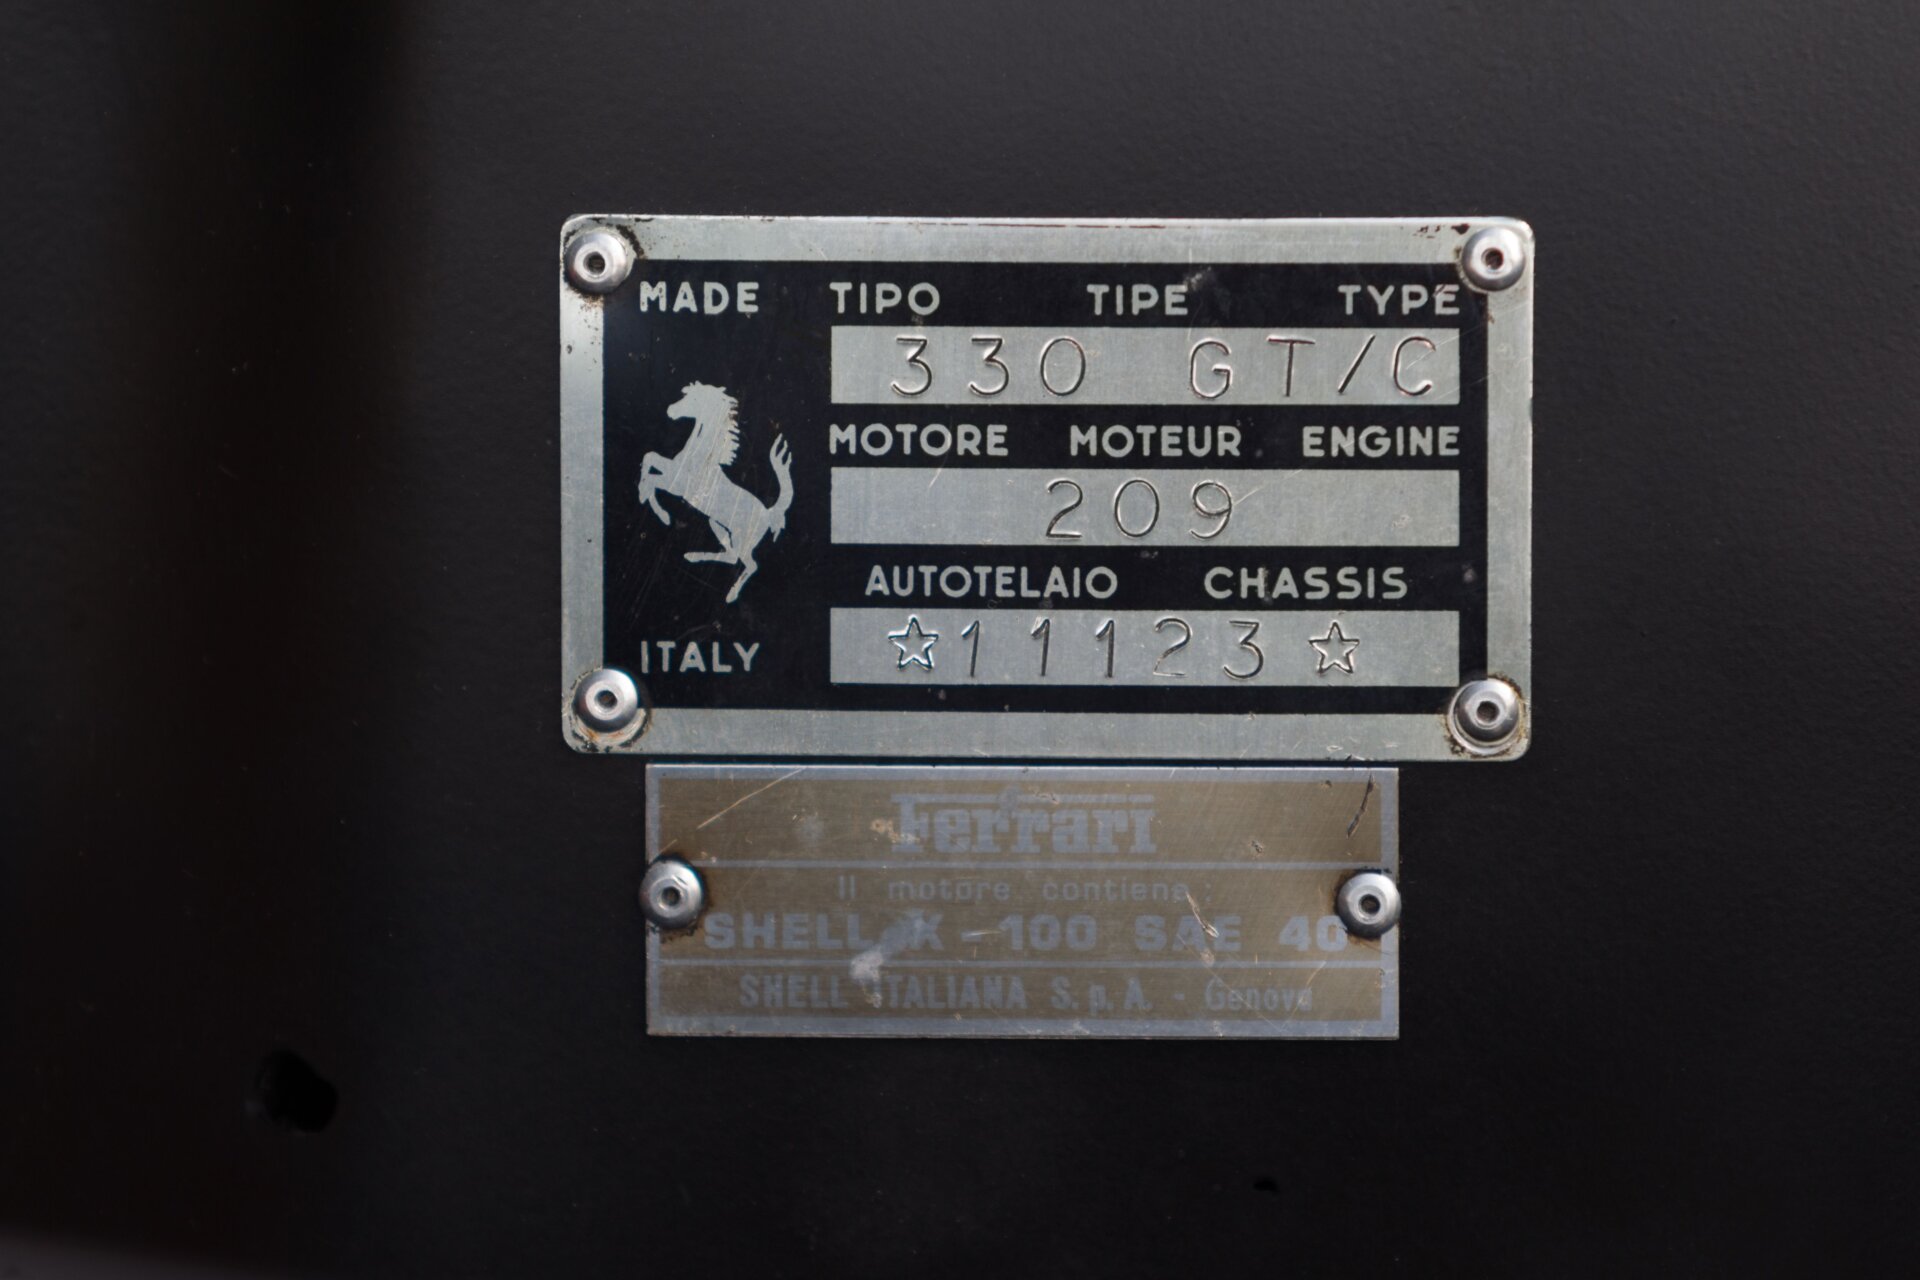 MADE TIPO TIPE TYPE
330 GT/C
MOTORE MOTEUR ENGINE
209
AUTOTELAIO CHASSIS
☆11123☆
ITALY
Ferrari
Il motore contiene:
SHELL X-100 SAE 40
SHELL ITALIANA S.p.A. - Genova